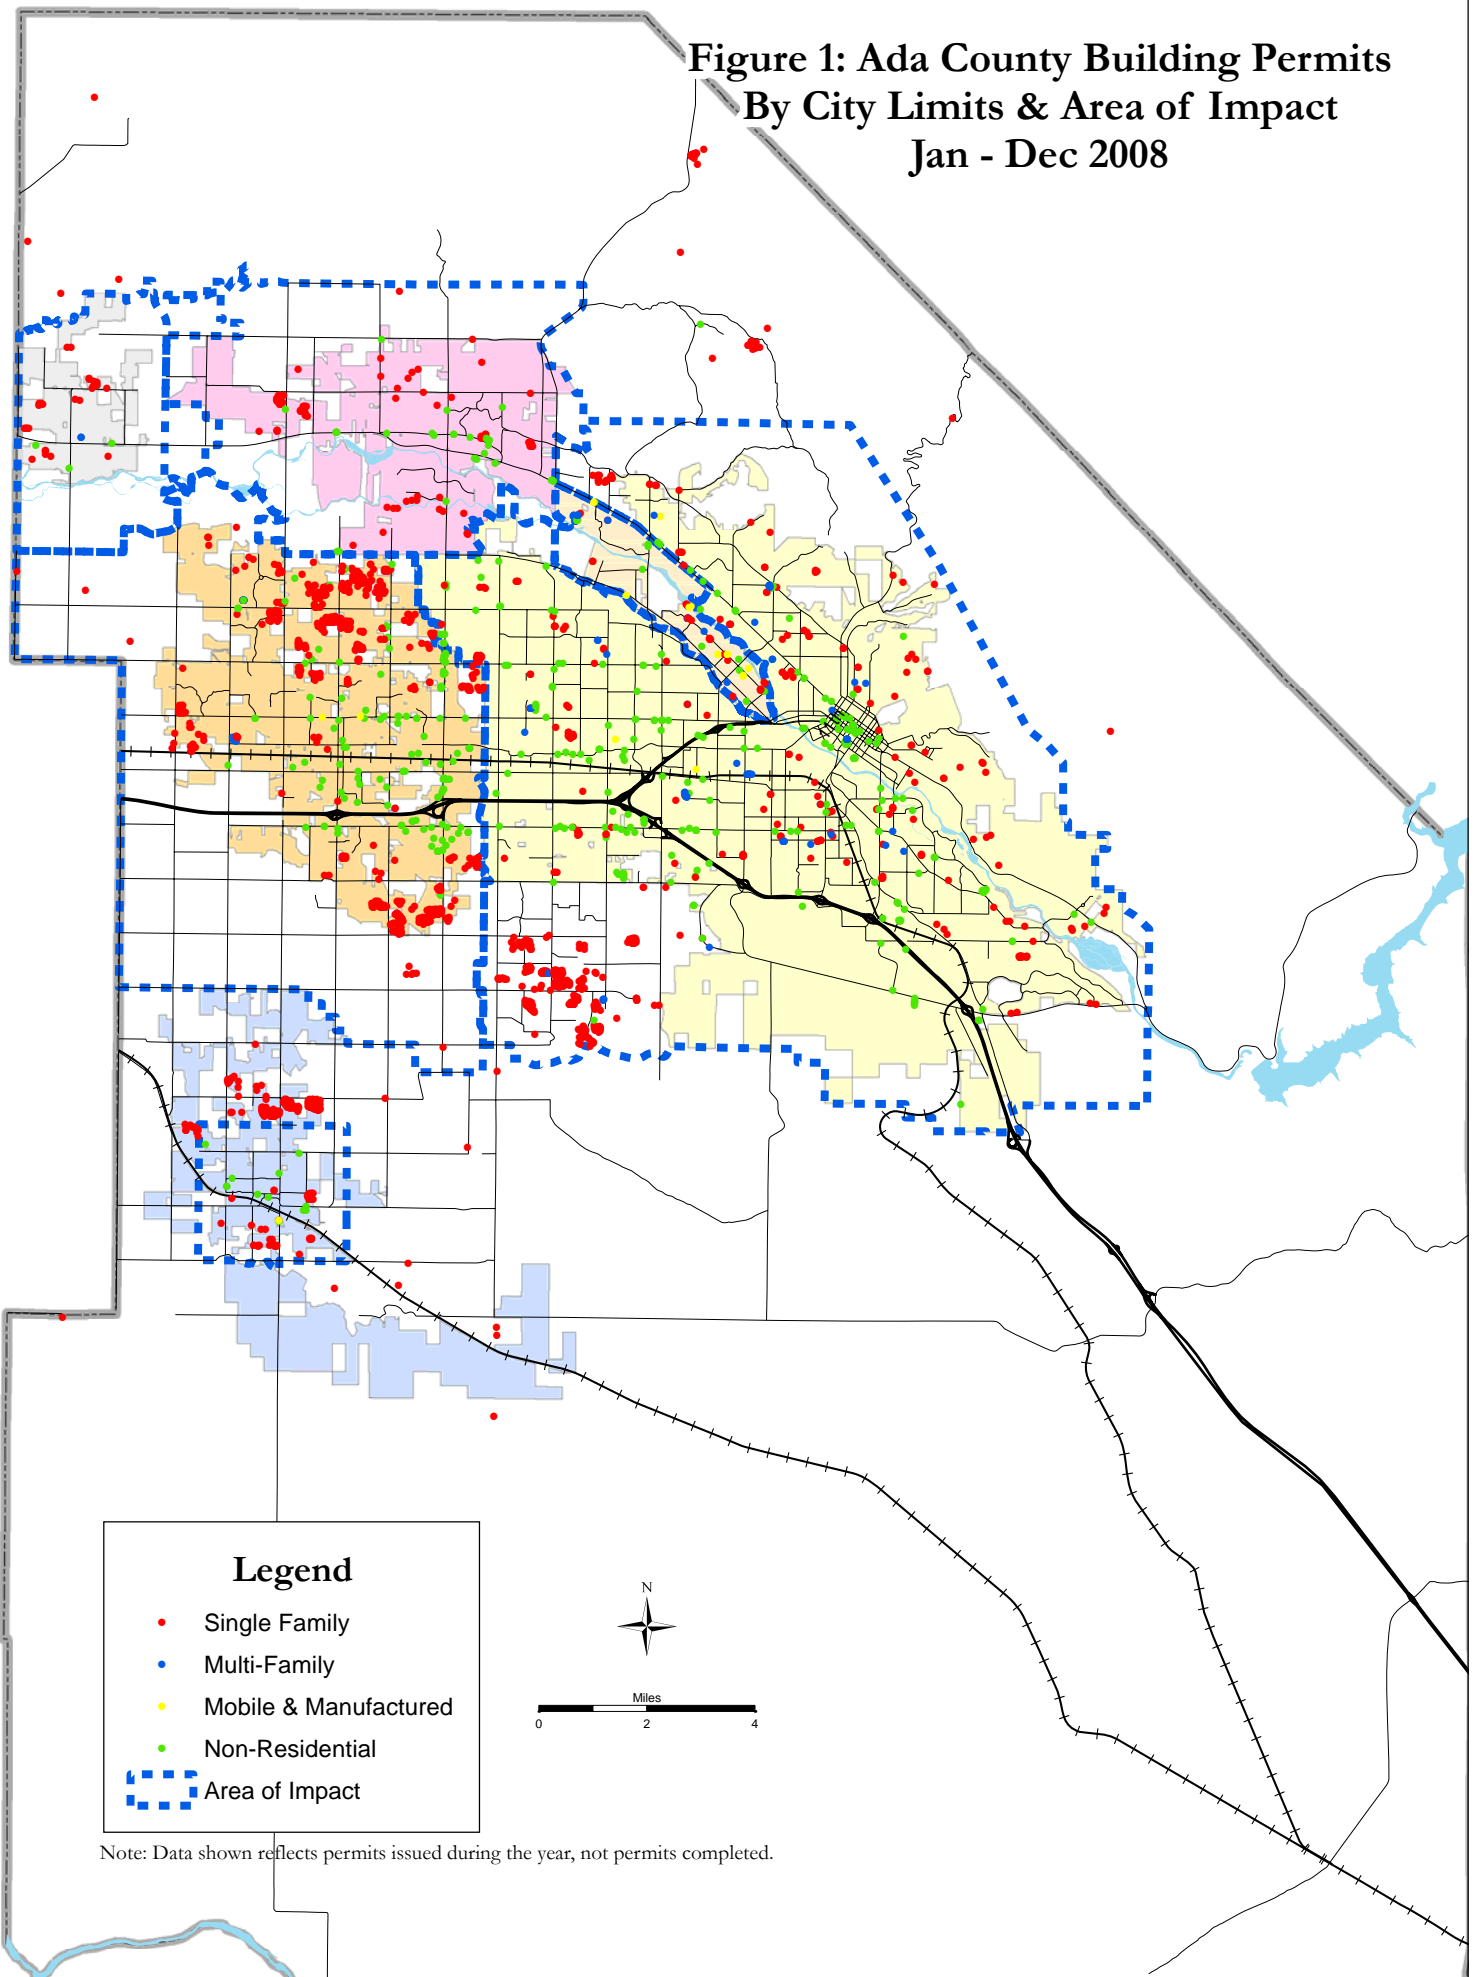 Figure 1: Ada County Building Permits
By City Limits & Area of Impact
Jan - Dec 2008
Legend
Single Family
Multi-Family
Mobile & Manufactured
Non-Residential
Area of Impact
N
Miles
0 2 4
Note: Data shown reflects permits issued during the year, not permits completed.